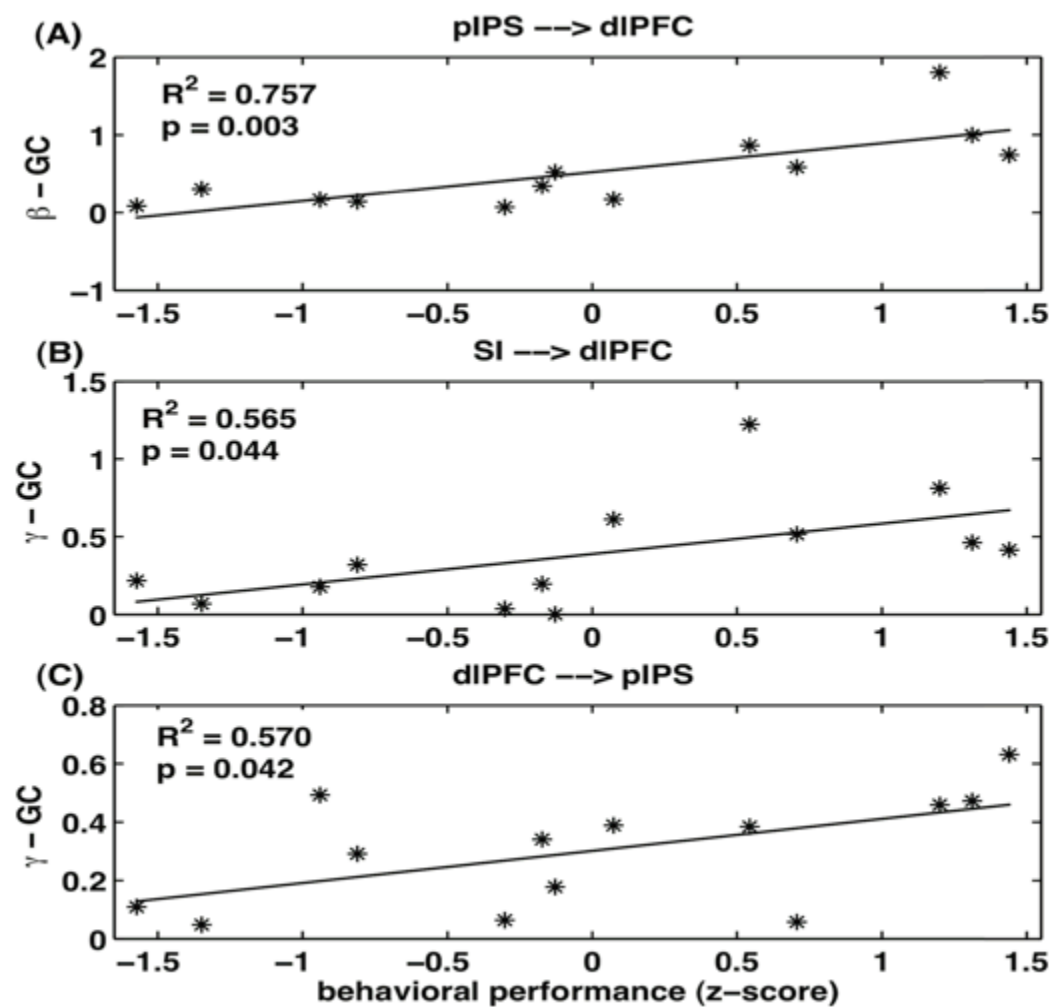 (A) pIPS ––> dlPFC
R² = 0.757
p = 0.003
β – GC
2
1
0
–1
–1.5 –1 –0.5 0 0.5 1 1.5
(B) SI ––> dlPFC
R² = 0.565
p = 0.044
γ – GC
1.5
1
0.5
0
–1.5 –1 –0.5 0 0.5 1 1.5
(C) dlPFC ––> pIPS
R² = 0.570
p = 0.042
γ – GC
0.8
0.6
0.4
0.2
0
–1.5 –1 –0.5 0 0.5 1 1.5
behavioral performance (z–score)